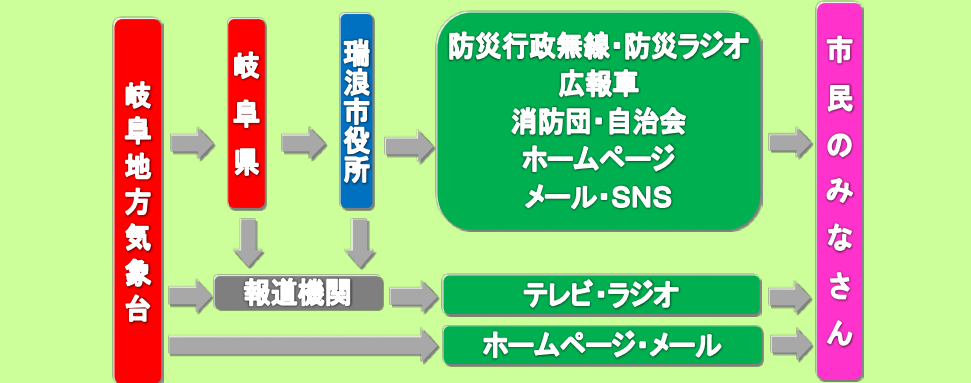 岐阜地方気象台
岐阜県
瑞浪市役所
防災行政無線・防災ラジオ
広報車
消防団・自治会
ホームページ
メール・SNS
市民のみなさん
報道機関
テレビ・ラジオ
ホームページ・メール